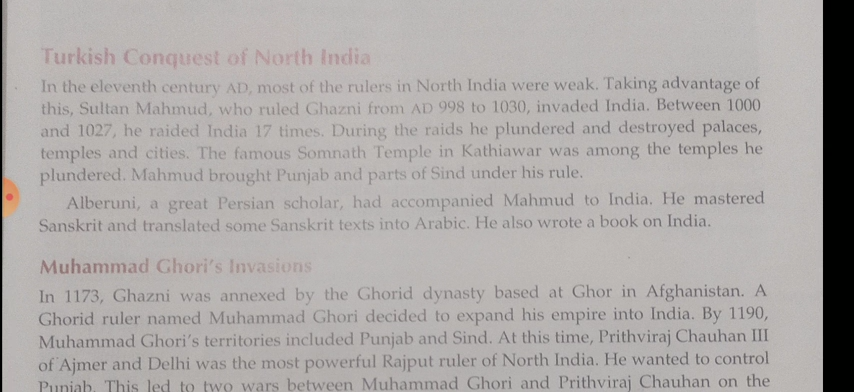 Turkish Conquest of North India
In the eleventh century AD, most of the rulers in North India were weak. Taking advantage of
this, Sultan Mahmud, who ruled Ghazni from AD 998 to 1030, invaded India. Between 1000
and 1027, he raided India 17 times. During the raids he plundered and destroyed palaces,
temples and cities. The famous Somnath Temple in Kathiawar was among the temples he
plundered. Mahmud brought Punjab and parts of Sind under his rule.
Alberuni, a great Persian scholar, had accompanied Mahmud to India. He mastered
Sanskrit and translated some Sanskrit texts into Arabic. He also wrote a book on India.
Muhammad Ghori's Invasions
In 1173, Ghazni was annexed by the Ghorid dynasty based at Ghor in Afghanistan. A
Ghorid ruler named Muhammad Ghori decided to expand his empire into India. By 1190,
Muhammad Ghori's territories included Punjab and Sind. At this time, Prithviraj Chauhan III
of Ajmer and Delhi was the most powerful Rajput ruler of North India. He wanted to control
Punjab. This led to two wars between Muhammad Ghori and Prithviraj Chauhan on the